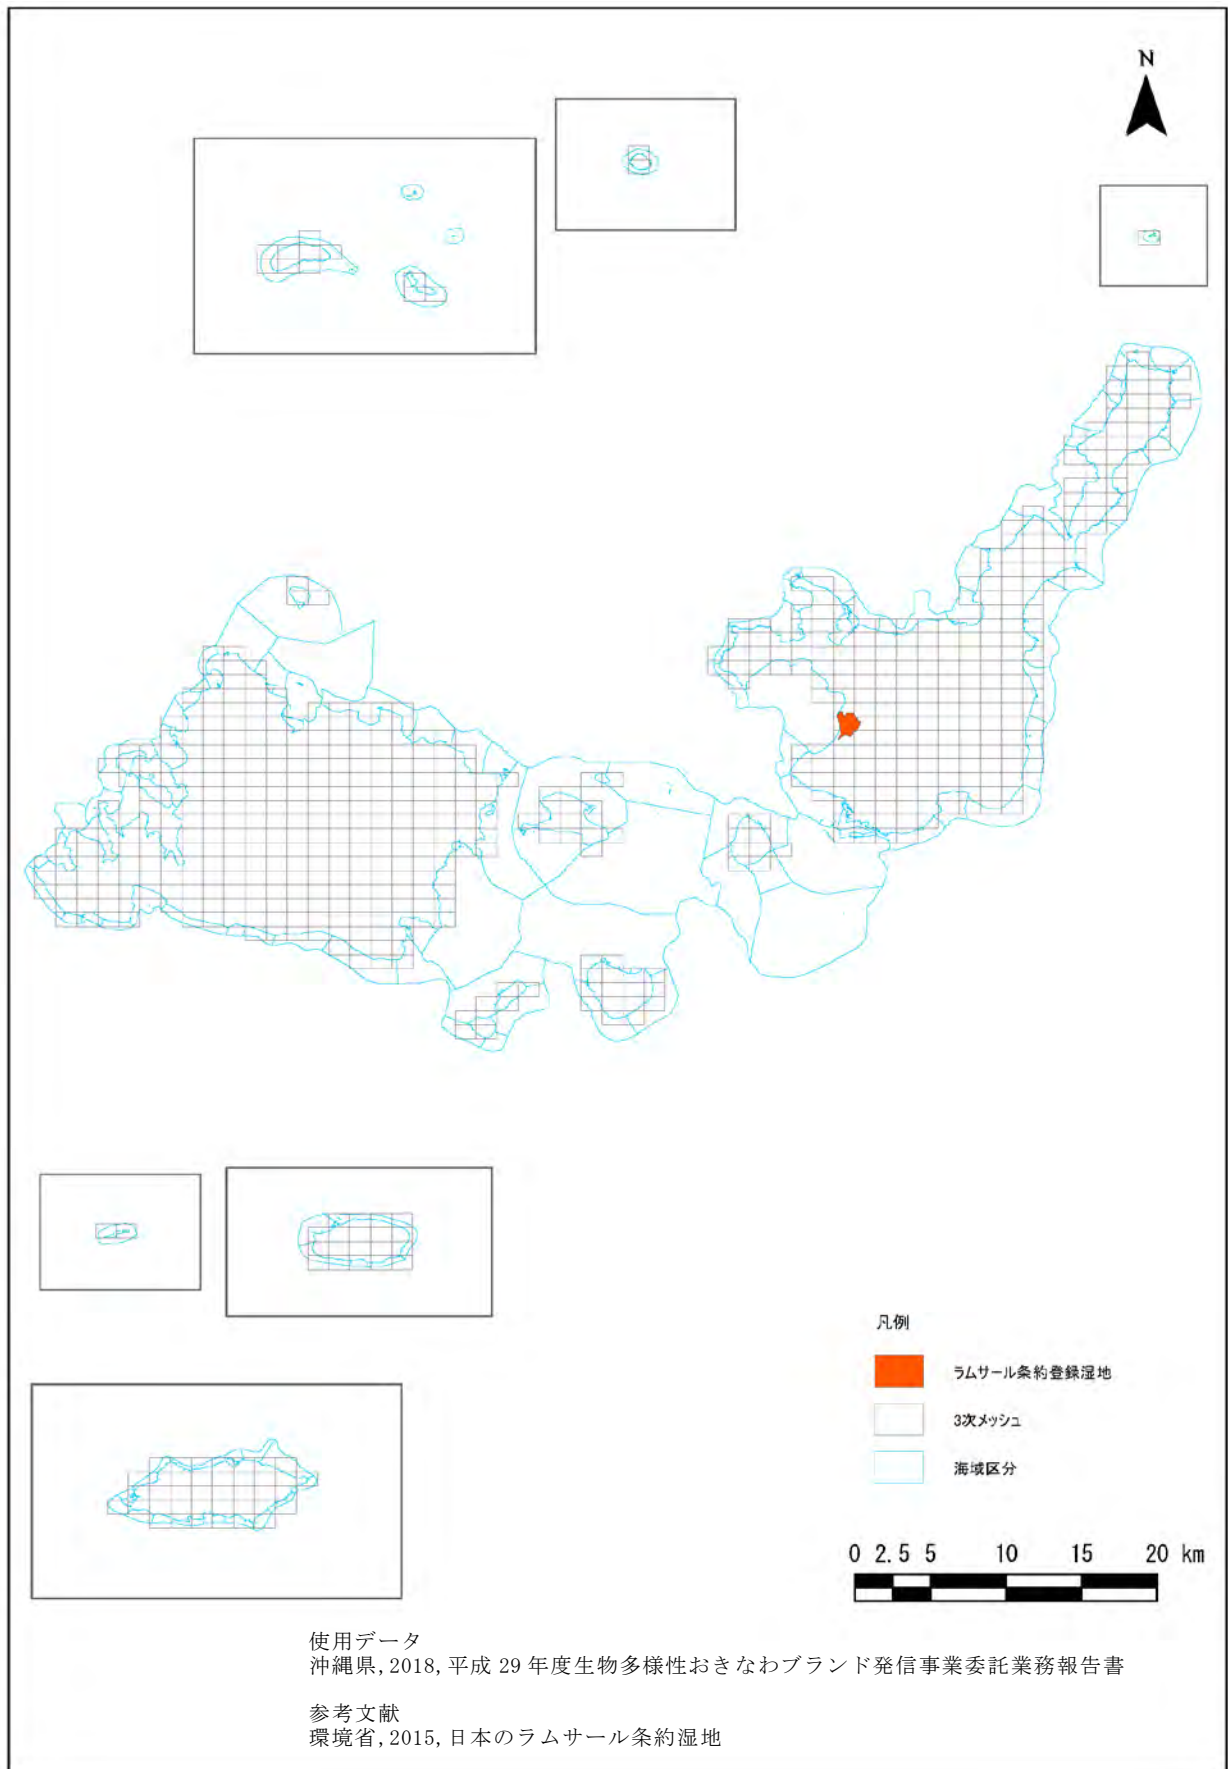 N
凡例
ラムサール条約登録湿地
3次メッシュ
海域区分
0 2.5 5 10 15 20 km
使用データ
沖縄県,2018,平成 29 年度生物多様性おきなわブランド発信事業委託業務報告書
参考文献
環境省,2015,日本のラムサール条約湿地